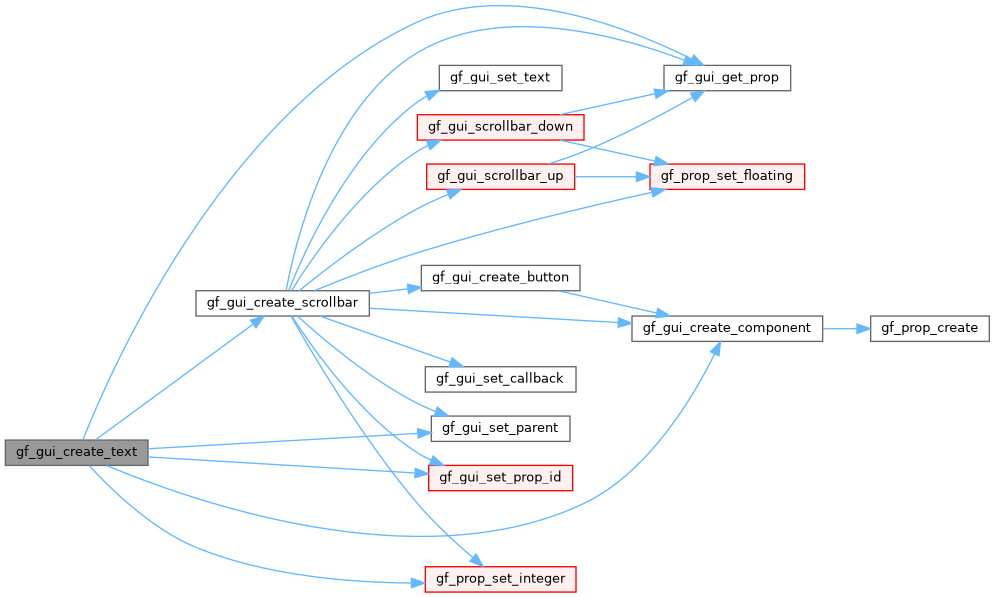 gf_gui_get_prop
gf_gui_set_text
gf_gui_scrollbar_down
gf_gui_scrollbar_up
gf_prop_set_floating
gf_gui_create_button
gf_gui_create_scrollbar
gf_gui_create_component
gf_prop_create
gf_gui_set_callback
gf_gui_set_parent
gf_gui_create_text
gf_gui_set_prop_id
gf_prop_set_integer